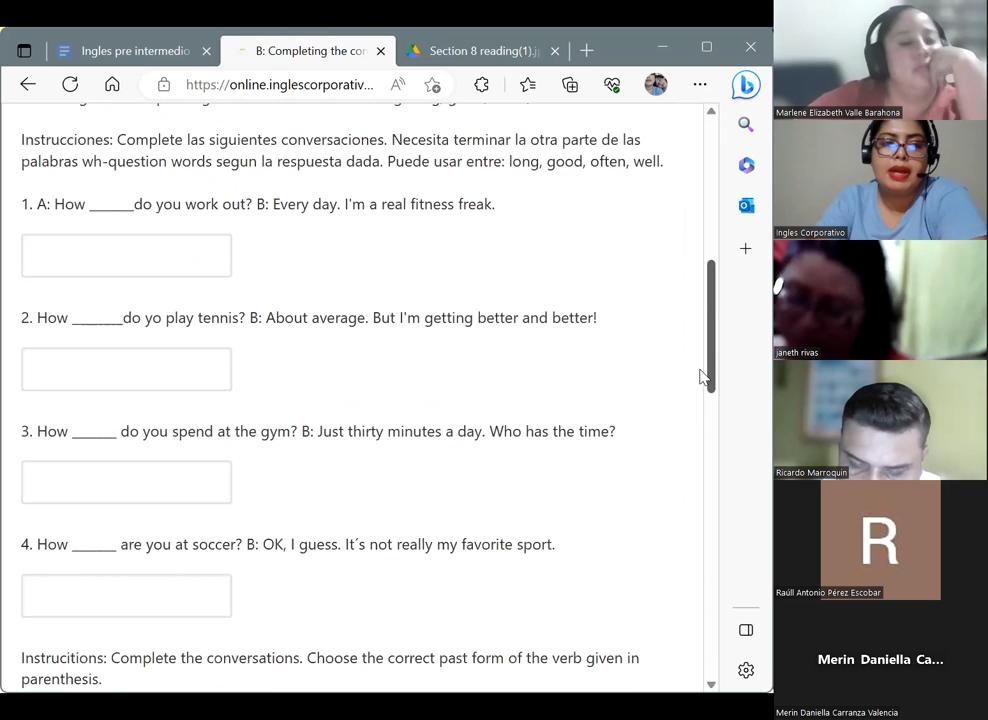 Ingles pre intermedio
B: Completing the con
Section 8 reading(1).j
https://online.inglescorporativ...
Instrucciones: Complete las siguientes conversaciones. Necesita terminar la otra parte de las
palabras wh-question words segun la respuesta dada. Puede usar entre: long, good, often, well.
1. A: How ______do you work out? B: Every day. I'm a real fitness freak.
2. How _______do yo play tennis? B: About average. But I'm getting better and better!
3. How ______ do you spend at the gym? B: Just thirty minutes a day. Who has the time?
4. How ______ are you at soccer? B: OK, I guess. It´s not really my favorite sport.
Instrucitions: Complete the conversations. Choose the correct past form of the verb given in
parenthesis.
Marlene Elizabeth Valle Barahona
Ingles Corporativo
janeth rivas
Ricardo Marroquin
R
Raúll Antonio Pérez Escobar
Merin Daniella Ca...
Merin Daniella Carranza Valencia